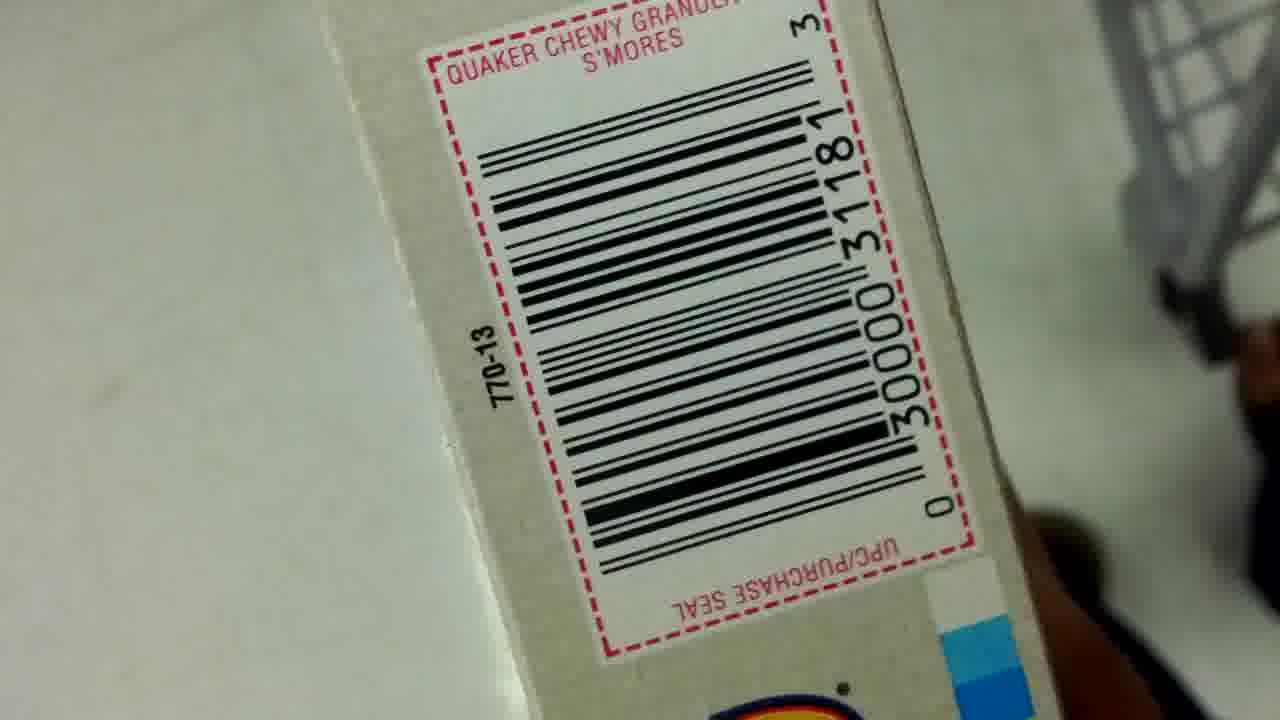 QUAKER CHEWY GRANOLA
S'MORES
0 30000 31181 3
770-13
UPC/PURCHASE SEAL